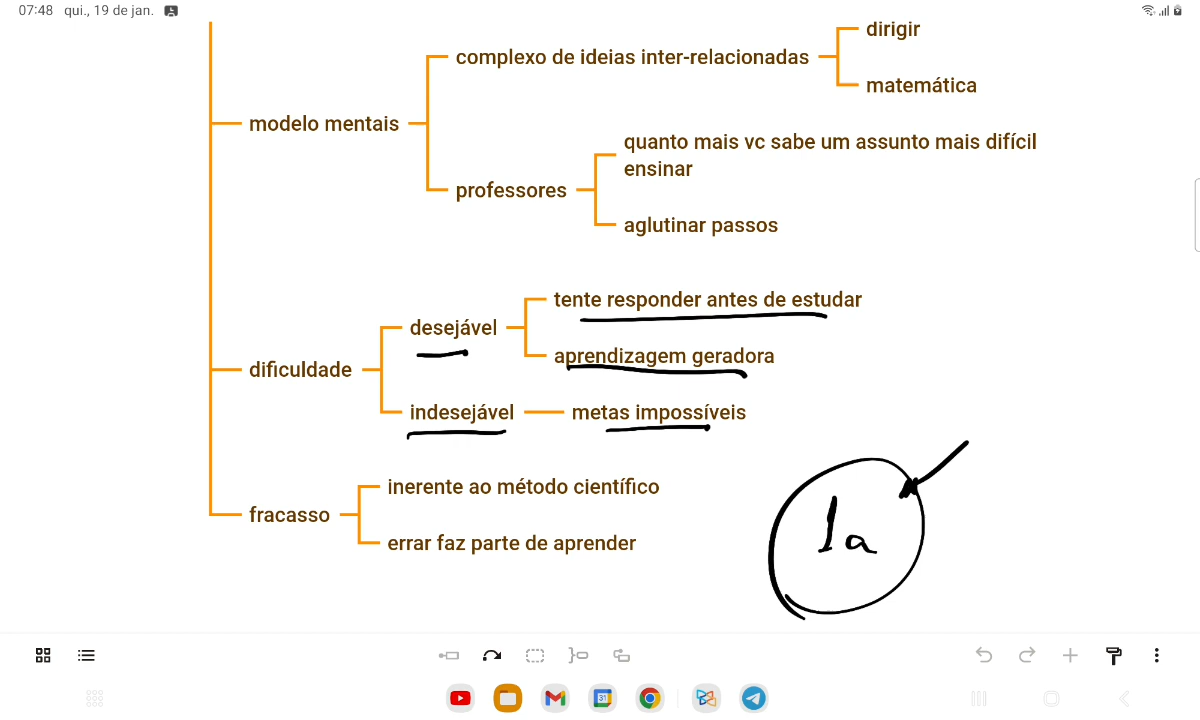 07:48 qui., 19 de jan.
dirigir
complexo de ideias inter-relacionadas
matemática
modelo mentais
quanto mais vc sabe um assunto mais difícil
ensinar
professores
aglutinar passos
tente responder antes de estudar
desejável
aprendizagem geradora
dificuldade
indesejável
metas impossíveis
inerente ao método científico
fracasso
errar faz parte de aprender
1a
31